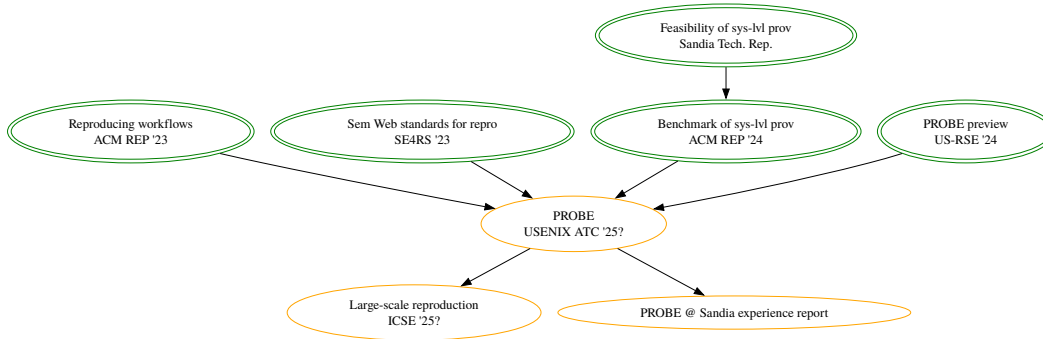 Feasibility of sys-lvl prov
Sandia Tech. Rep.
Reproducing workflows
ACM REP '23
Sem Web standards for repro
SE4RS '23
Benchmark of sys-lvl prov
ACM REP '24
PROBE preview
US-RSE '24
PROBE
USENIX ATC '25?
Large-scale reproduction
ICSE '25?
PROBE @ Sandia experience report